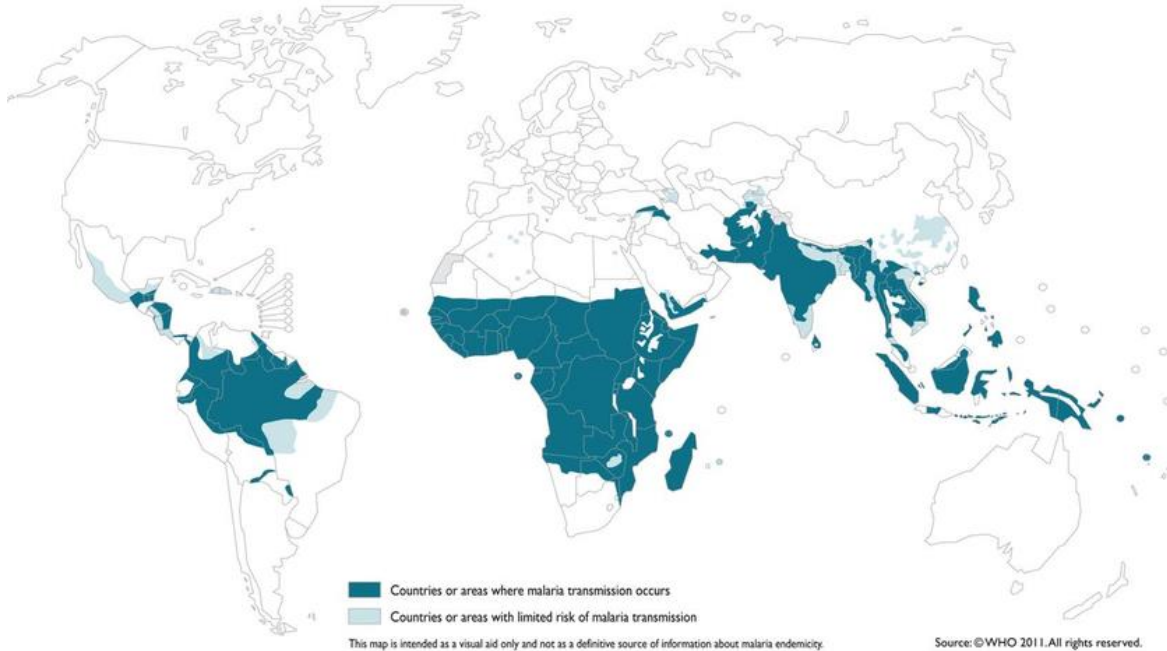 Countries or areas where malaria transmission occurs
Countries or areas with limited risk of malaria transmission
This map is intended as a visual aid only and not as a definitive source of information about malaria endemicity.
Source: © WHO 2011. All rights reserved.